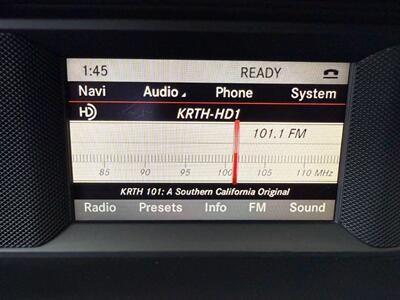 1:45 READY
Navi Audio Phone System
HD KRTH-HD1
101.1 FM
85 90 95 100 105 110 MHz
KRTH 101: A Southern California Original
Radio Presets Info FM Sound